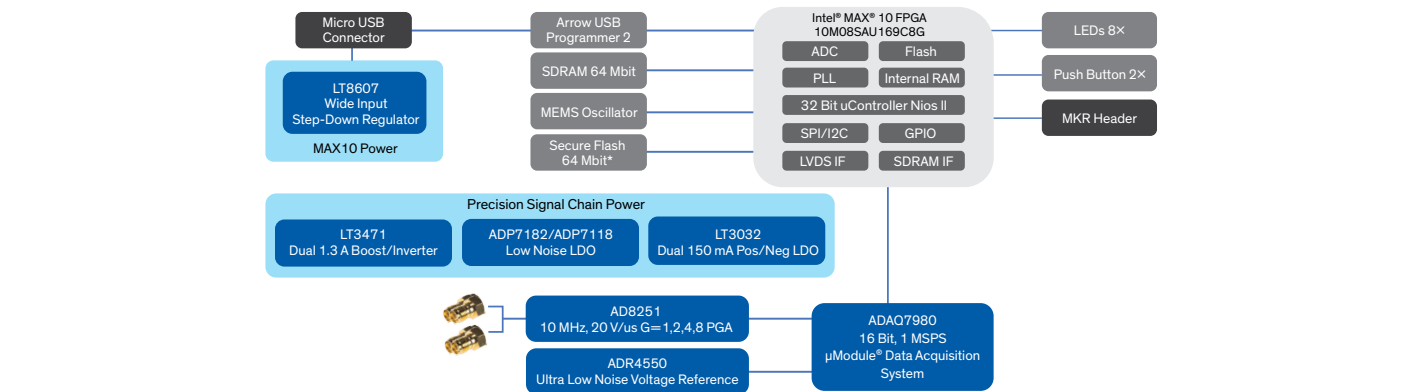 Micro USB
Connector
Arrow USB
Programmer 2
Intel® MAX® 10 FPGA
10M08SAU169C8G
LEDs 8×
ADC
Flash
LT8607
Wide Input
Step-Down Regulator
MAX10 Power
SDRAM 64 Mbit
PLL
Internal RAM
Push Button 2×
MEMS Oscillator
32 Bit uController Nios II
MKR Header
Secure Flash
64 Mbit*
SPI/I2C
GPIO
LVDS IF
SDRAM IF
Precision Signal Chain Power
LT3471
Dual 1.3 A Boost/Inverter
ADP7182/ADP7118
Low Noise LDO
LT3032
Dual 150 mA Pos/Neg LDO
AD8251
10 MHz, 20 V/us G=1,2,4,8 PGA
ADAQ7980
16 Bit, 1 MSPS
µModule® Data Acquisition
System
ADR4550
Ultra Low Noise Voltage Reference